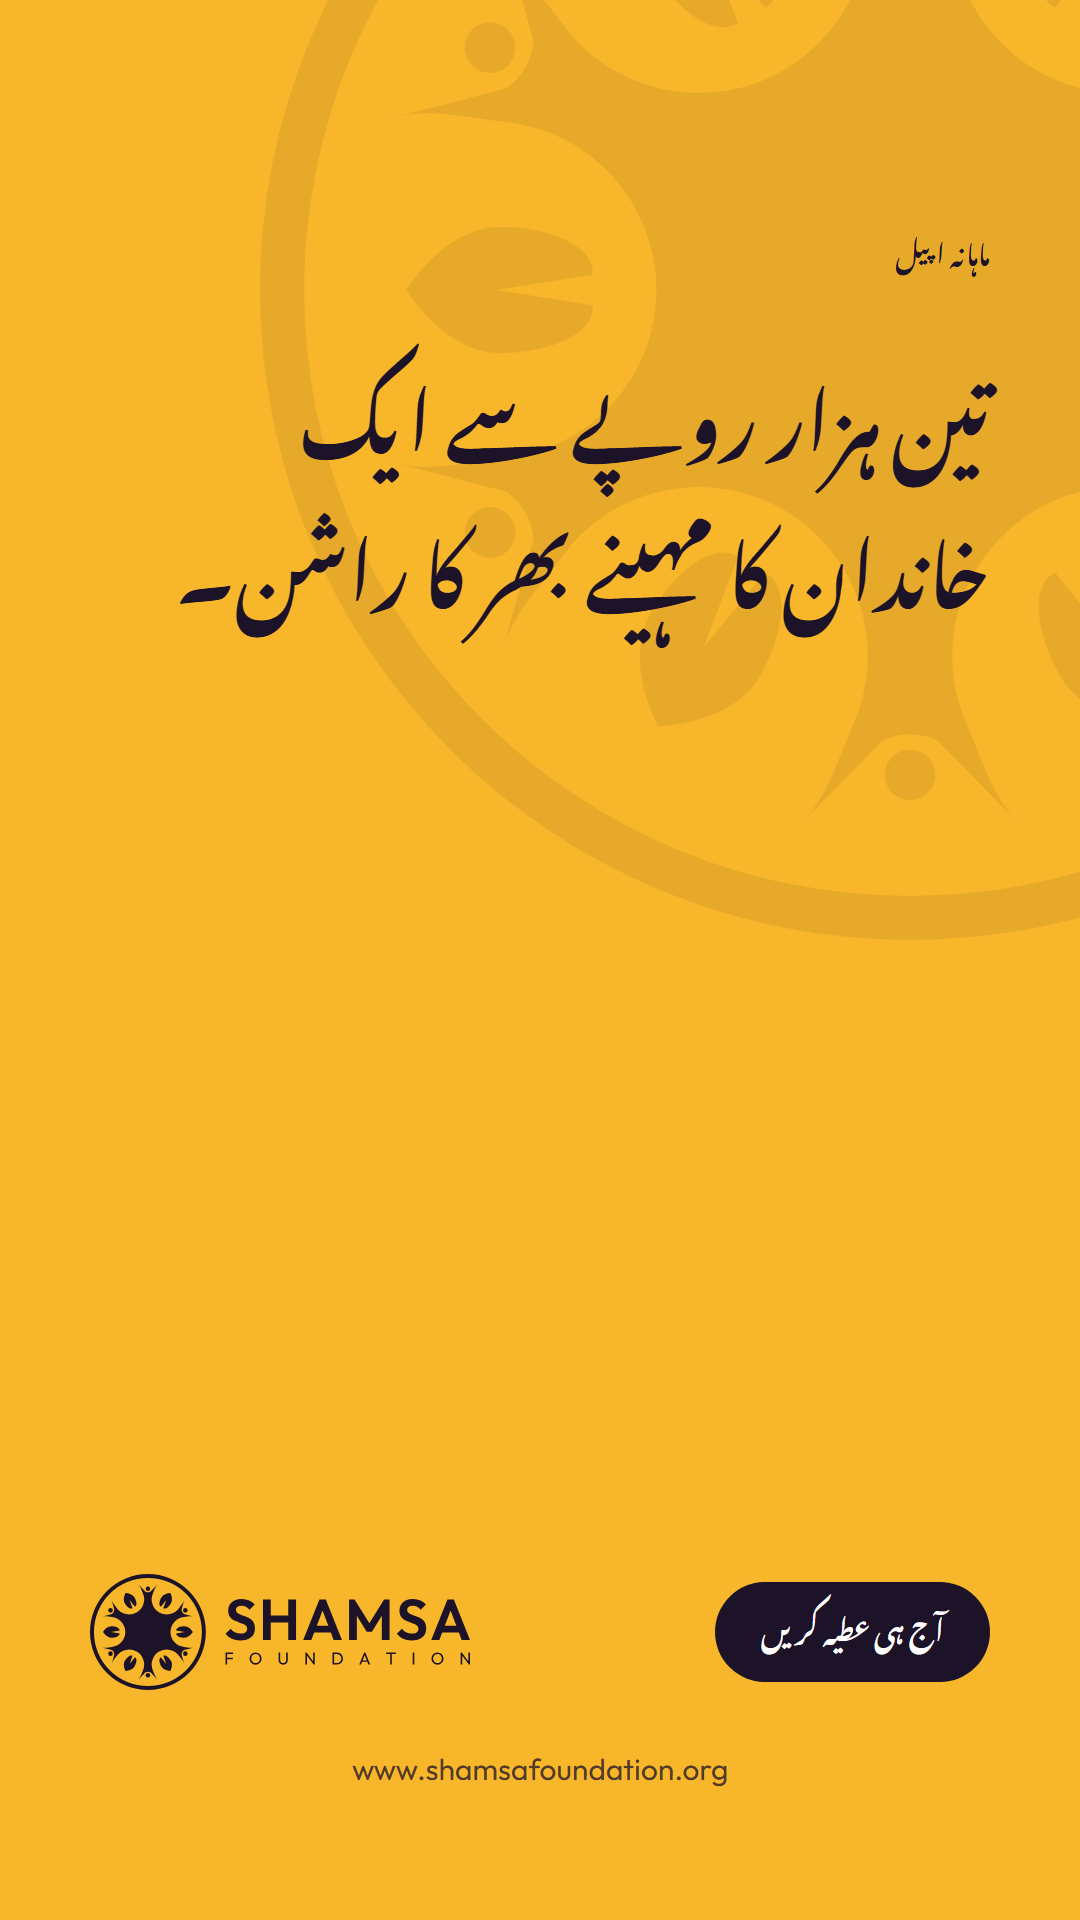 ماہانہ اپیل
تین ہزار روپے سے ایک
خاندان کا مہینے بھر کا راشن۔
SHAMSA
FOUNDATION
آج ہی عطیہ کریں
www.shamsafoundation.org